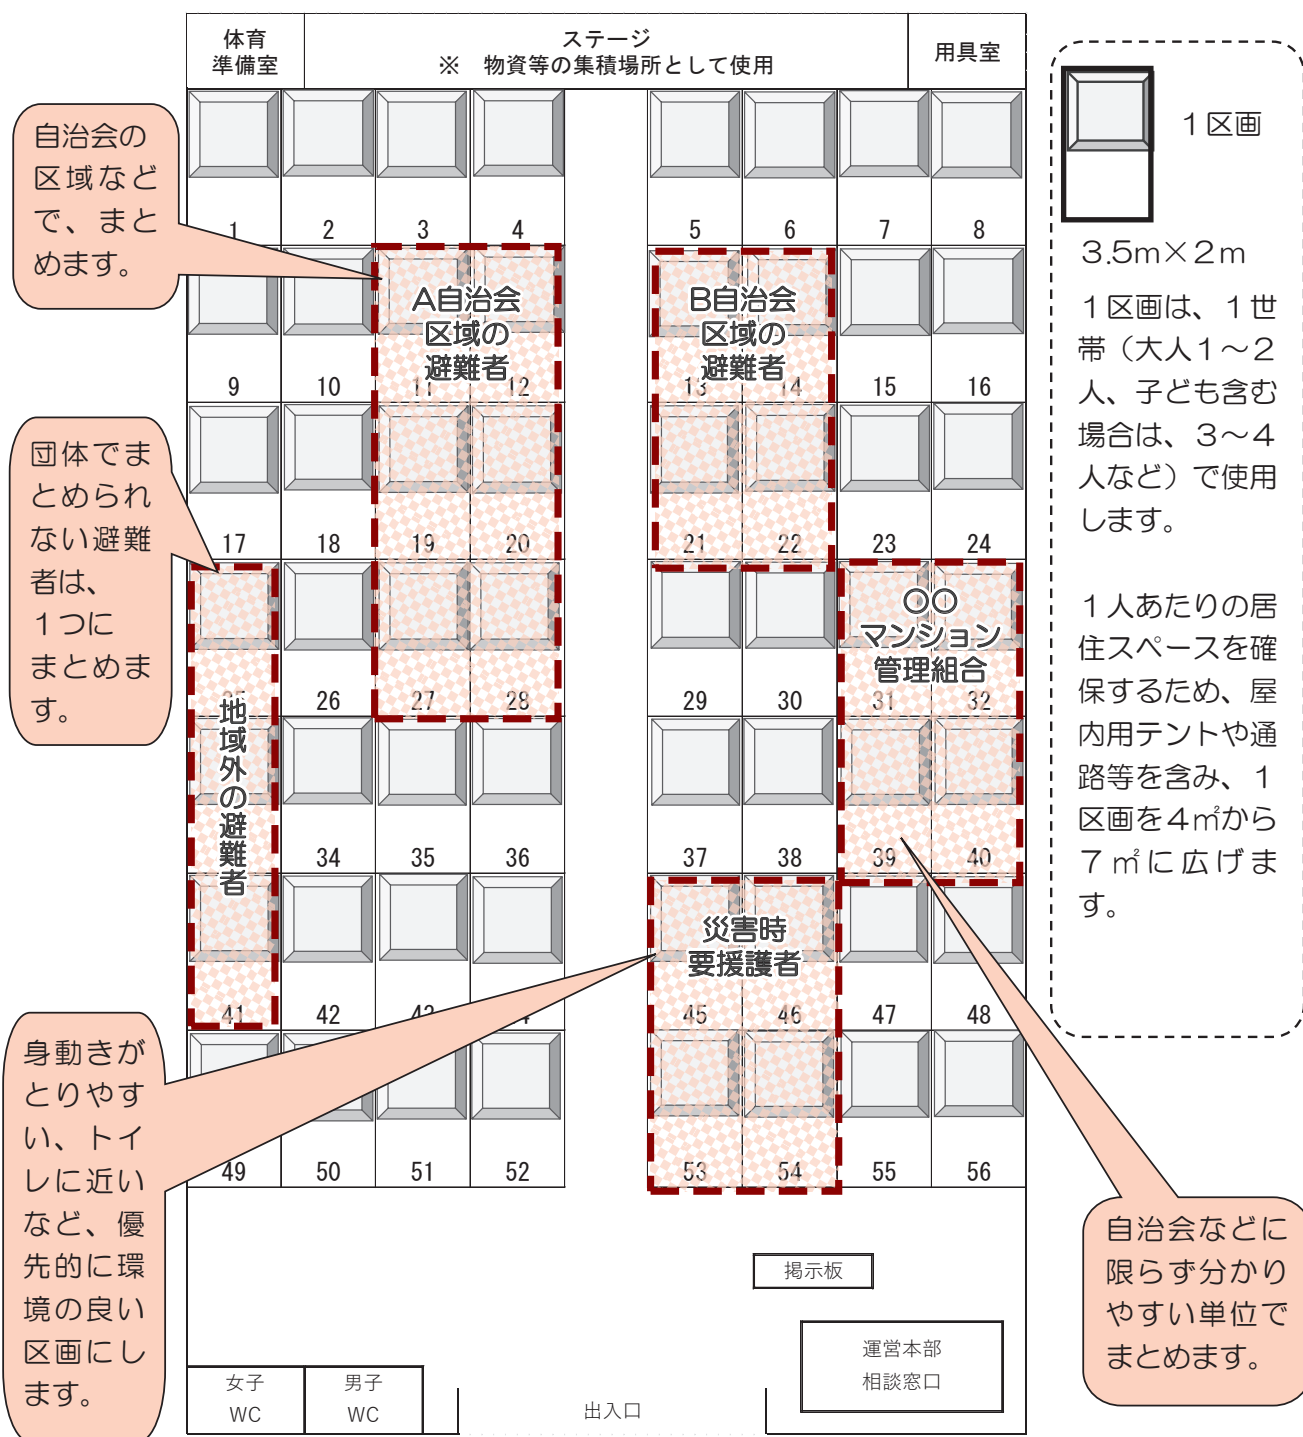 体育
準備室
ステージ
※　物資等の集積場所として使用
用具室
自治会の
区域など
で、まと
めます。
1 2 3 4 5 6 7 8
A自治会
区域の
避難者
B自治会
区域の
避難者
9 10 11 12 13 14 15 16
団体でま
とめられ
ない避難
者は、
１つに
まとめま
す。
17 18 19 20 21 22 23 24
〇〇
マンション
管理組合
26 27 28 29 30 31 32
地域外の避難者
34 35 36 37 38 39 40
災害時
要援護者
41 42 45 46 47 48
身動きが
とりやす
い、トイ
レに近い
など、優
先的に環
境の良い
区画にし
ます。
49 50 51 52 53 54 55 56
掲示板
運営本部
相談窓口
女子
WC
男子
WC
出入口
１区画
3.5m×２m
１区画は、１世
帯（大人１～２
人、子ども含む
場合は、３～４
人など）で使用
します。
１人あたりの居
住スペースを確
保するため、屋
内用テントや通
路等を含み、１
区画を４㎡から
７㎡に広げま
す。
自治会などに
限らず分かり
やすい単位で
まとめます。